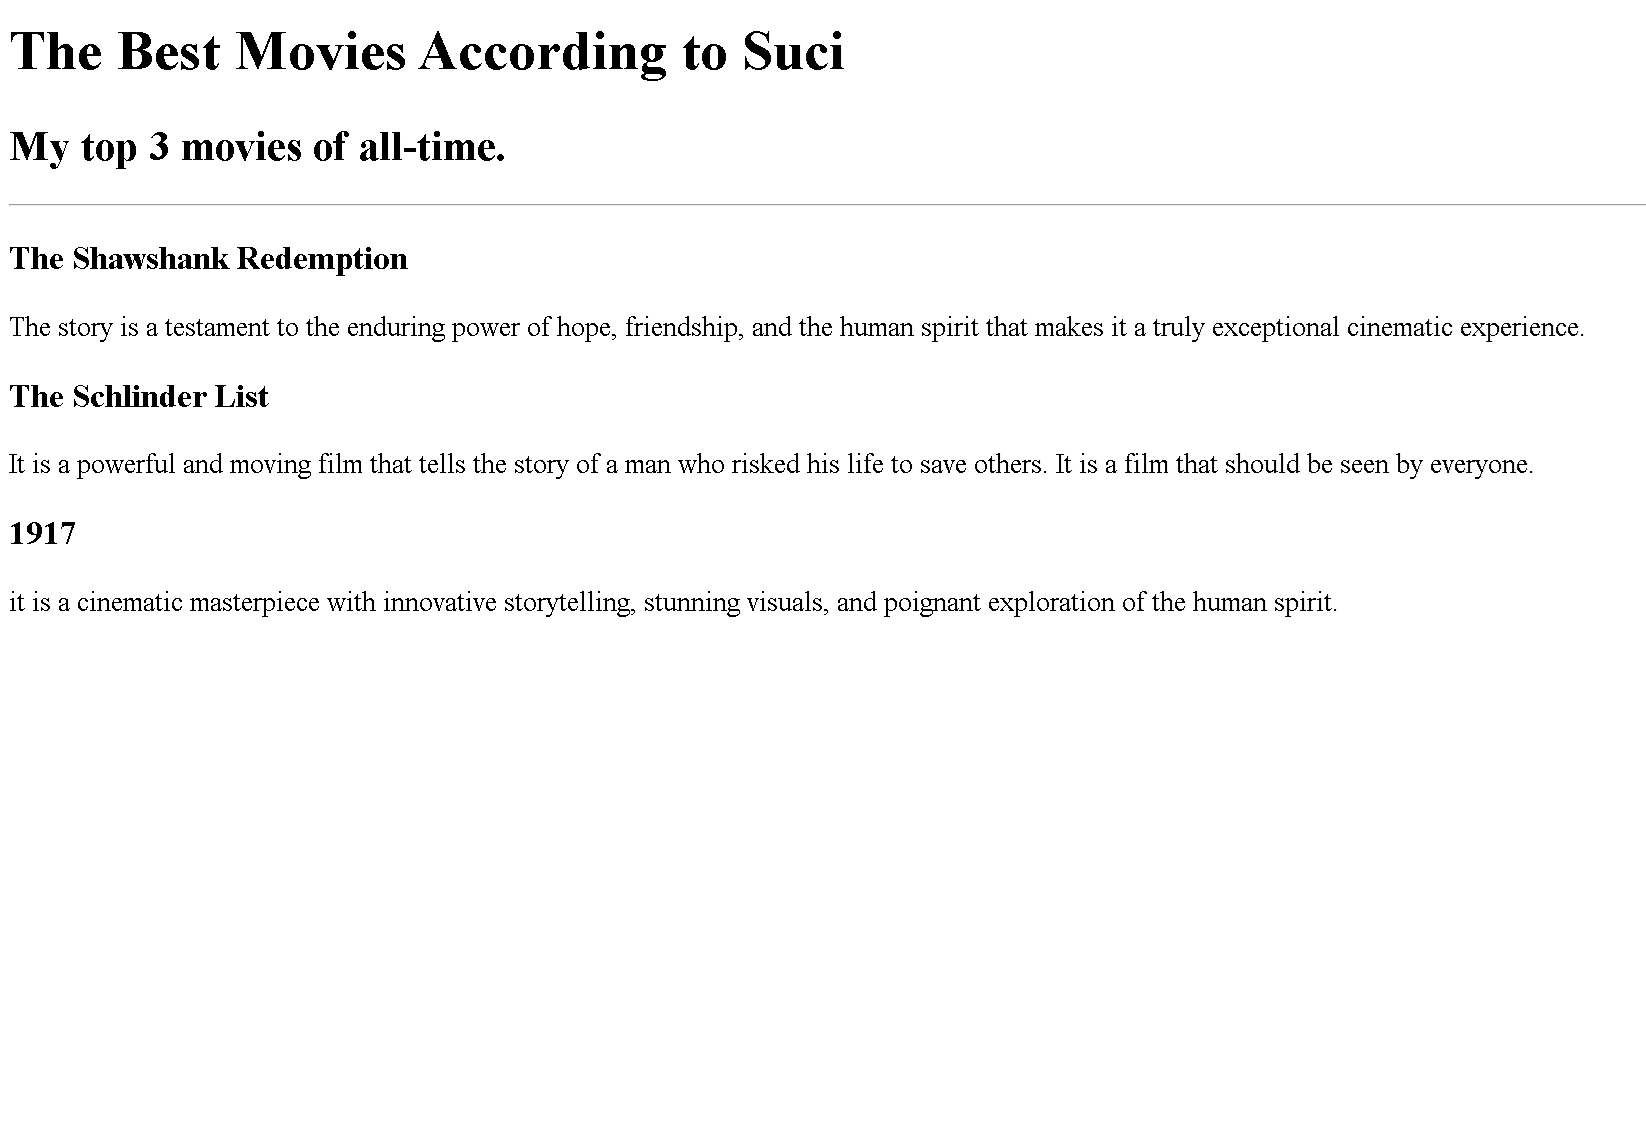 The Best Movies According to Suci
My top 3 movies of all-time.
The Shawshank Redemption
The story is a testament to the enduring power of hope, friendship, and the human spirit that makes it a truly exceptional cinematic experience.
The Schlinder List
It is a powerful and moving film that tells the story of a man who risked his life to save others. It is a film that should be seen by everyone.
1917
it is a cinematic masterpiece with innovative storytelling, stunning visuals, and poignant exploration of the human spirit.